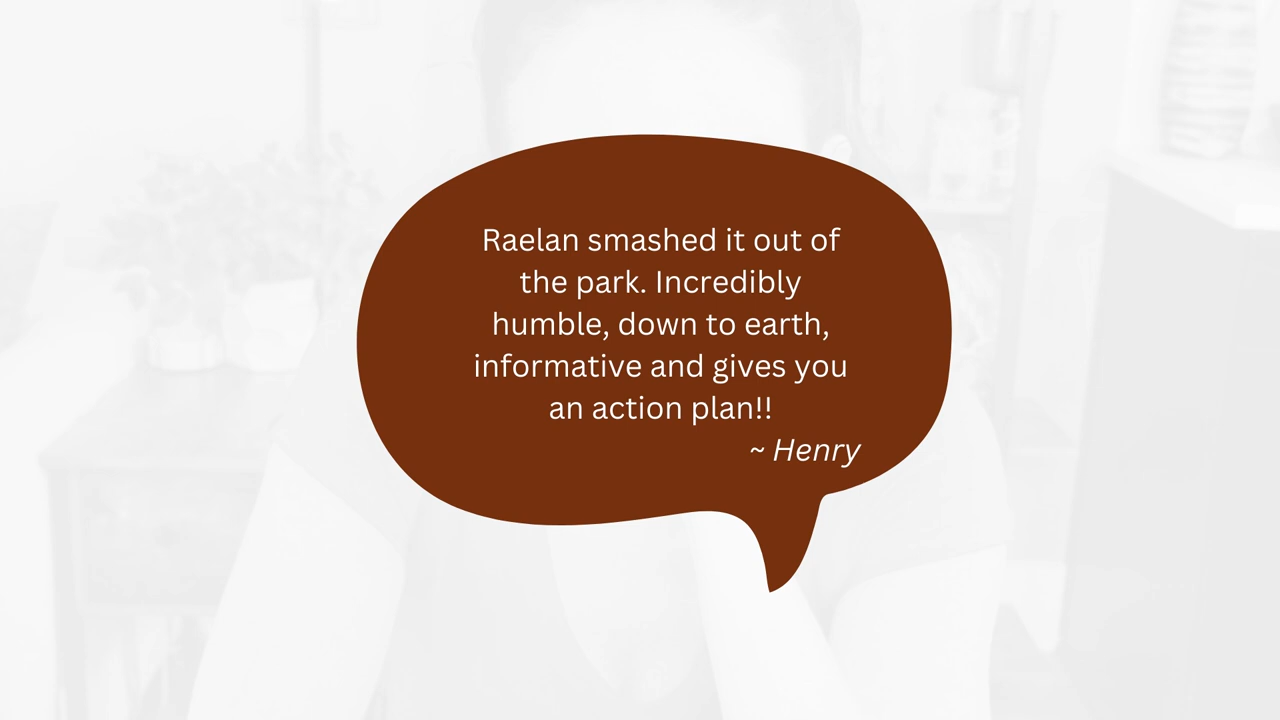 Raelan smashed it out of
the park. Incredibly
humble, down to earth,
informative and gives you
an action plan!!
~ Henry